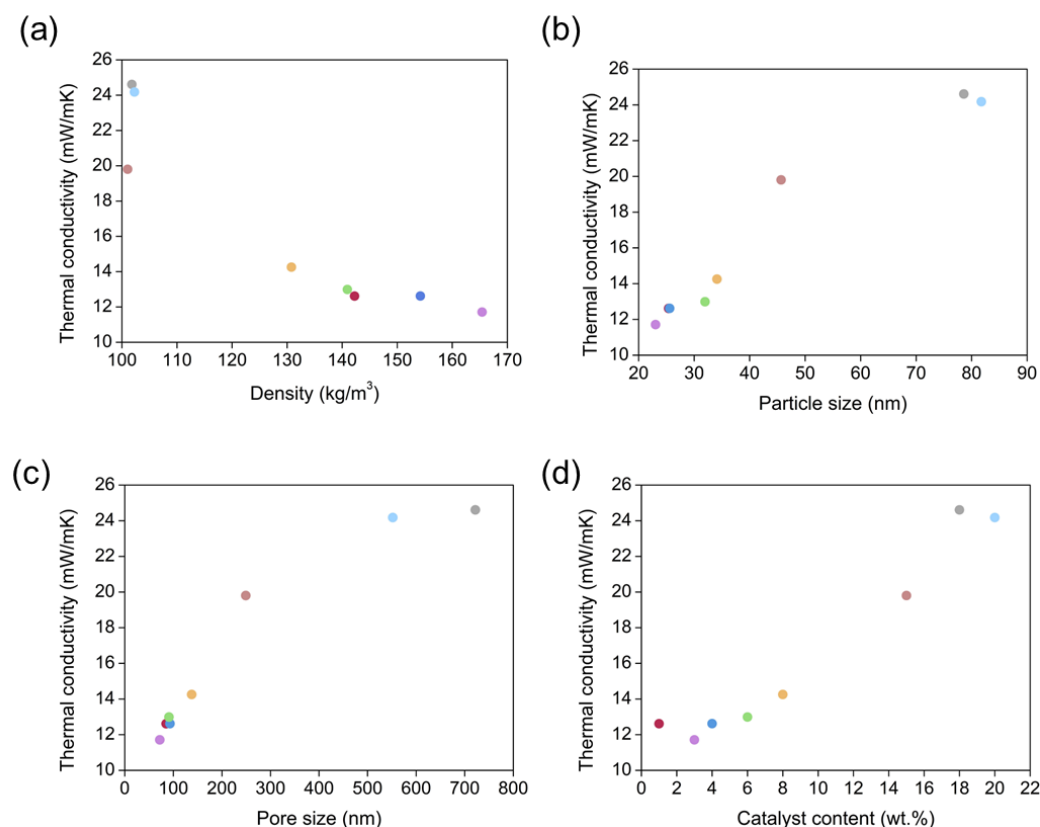 (a)
26
24
22
20
18
16
14
12
10
Thermal conductivity (mW/mK)
100 110 120 130 140 150 160 170
Density (kg/m³)
(b)
26
24
22
20
18
16
14
12
10
Thermal conductivity (mW/mK)
20 30 40 50 60 70 80 90
Particle size (nm)
(c)
26
24
22
20
18
16
14
12
10
Thermal conductivity (mW/mK)
0 100 200 300 400 500 600 700 800
Pore size (nm)
(d)
26
24
22
20
18
16
14
12
10
Thermal conductivity (mW/mK)
0 2 4 6 8 10 12 14 16 18 20 22
Catalyst content (wt.%)